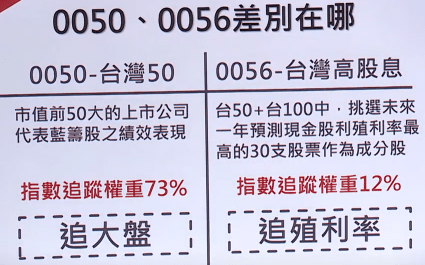 0050、0056差別在哪
0050-台灣50
市值前50大的上市公司
代表藍籌股之績效表現
指數追蹤權重73%
追大盤
0056-台灣高股息
台50+台100中，挑選未來
一年預測現金股利殖利率最
高的30支股票作為成分股
指數追蹤權重12%
追殖利率